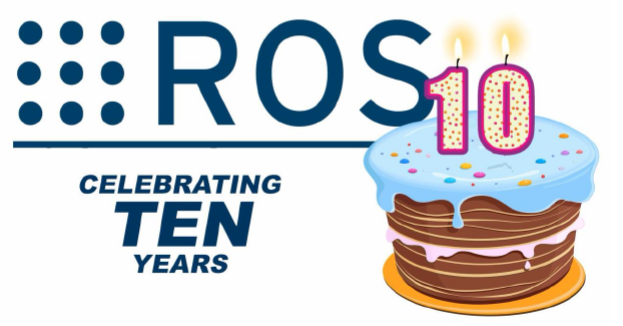 ROS
10
CELEBRATING
TEN
YEARS